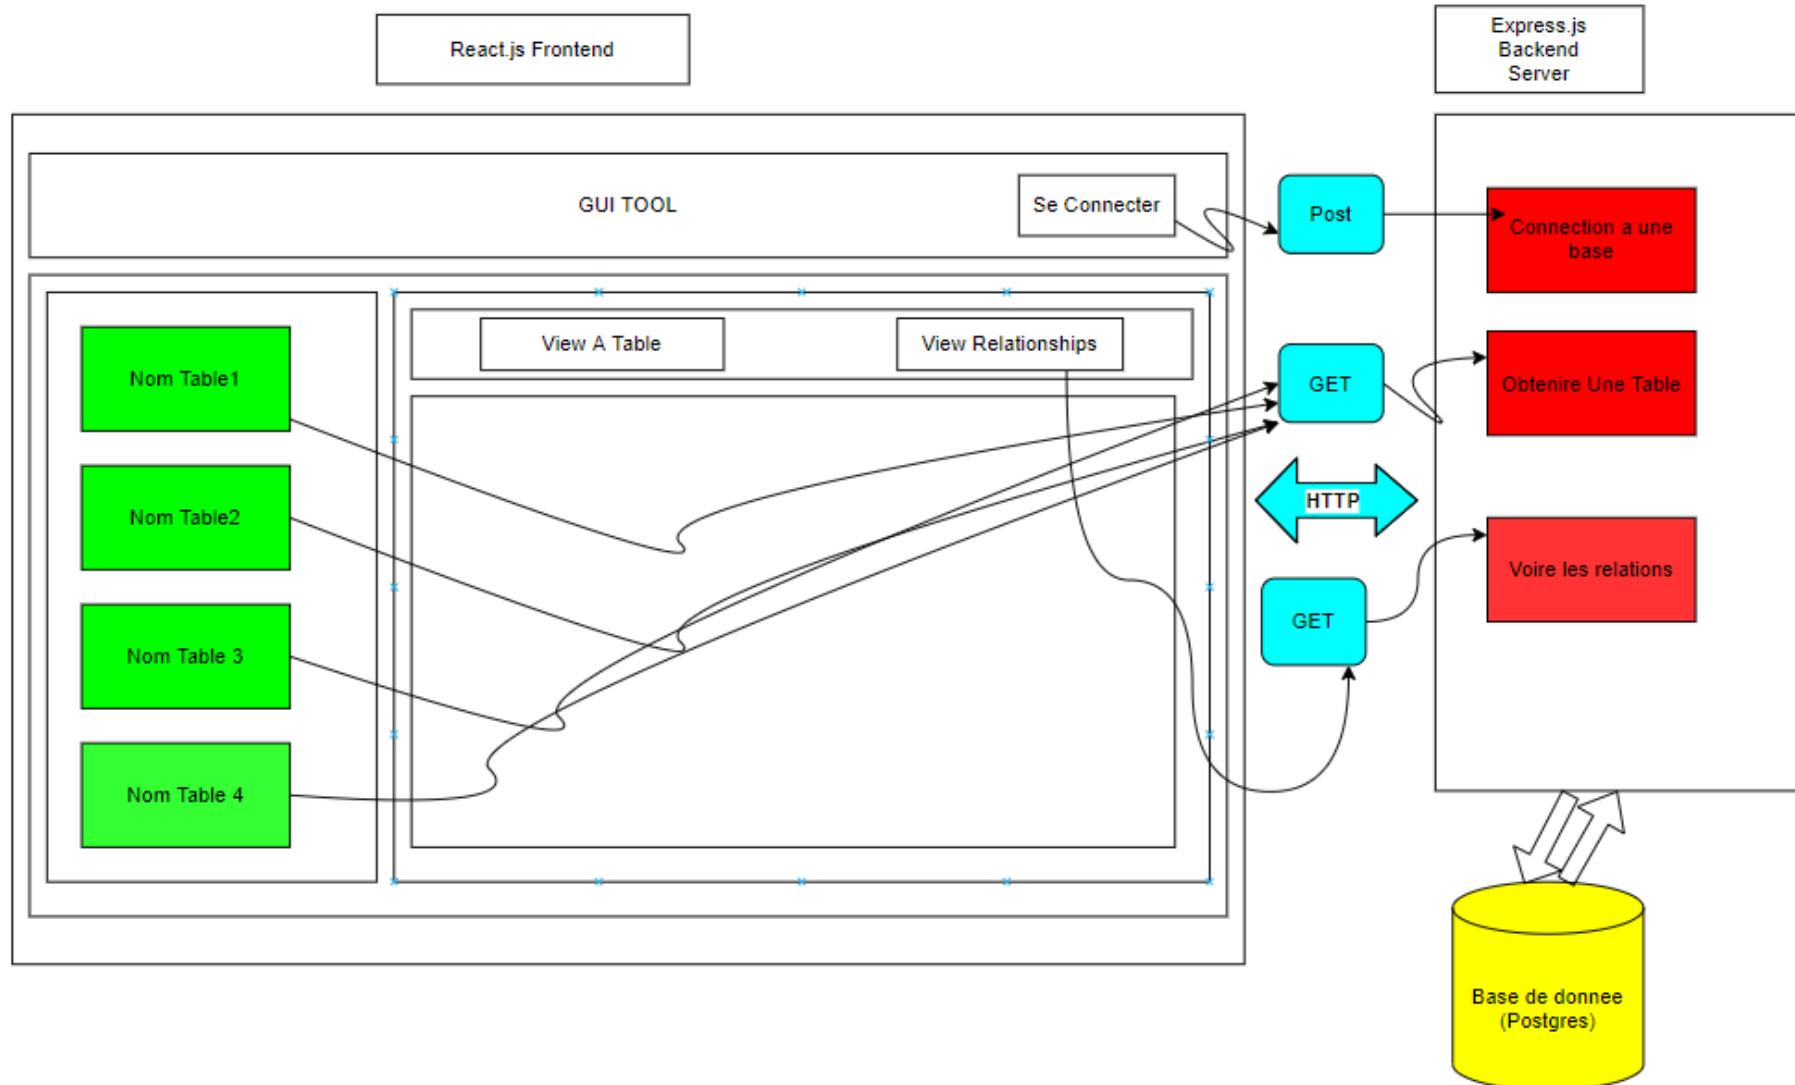 React.js Frontend
Express.js
Backend
Server
GUI TOOL
Se Connecter
Post
Connection a une
base
View A Table
View Relationships
Nom Table1
GET
Obtenire Une Table
Nom Table2
HTTP
Voire les relations
GET
Nom Table 3
Nom Table 4
Base de donnee
(Postgres)